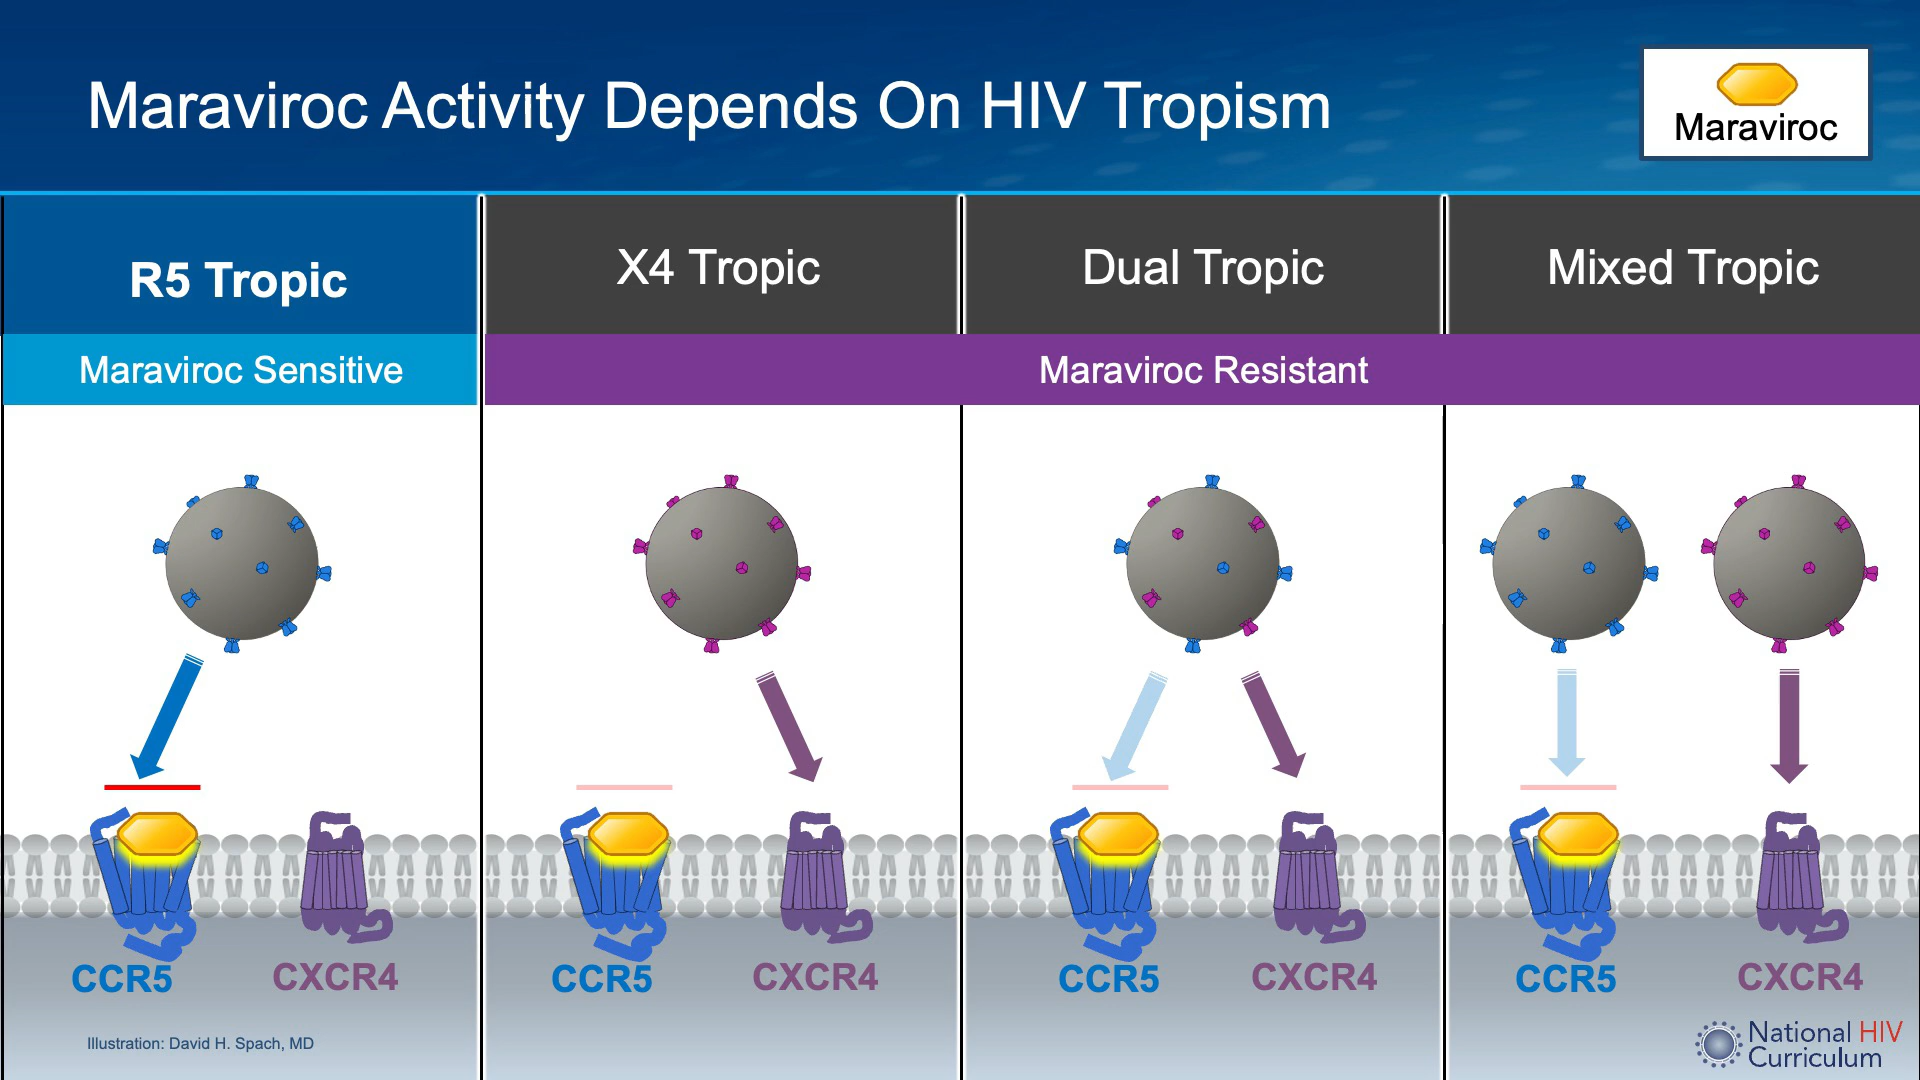 Maraviroc Activity Depends On HIV Tropism
Maraviroc
R5 Tropic
X4 Tropic
Dual Tropic
Mixed Tropic
Maraviroc Sensitive
Maraviroc Resistant
CCR5
CXCR4
CCR5
CXCR4
CCR5
CXCR4
CCR5
CXCR4
Illustration: David H. Spach, MD
National HIV
Curriculum